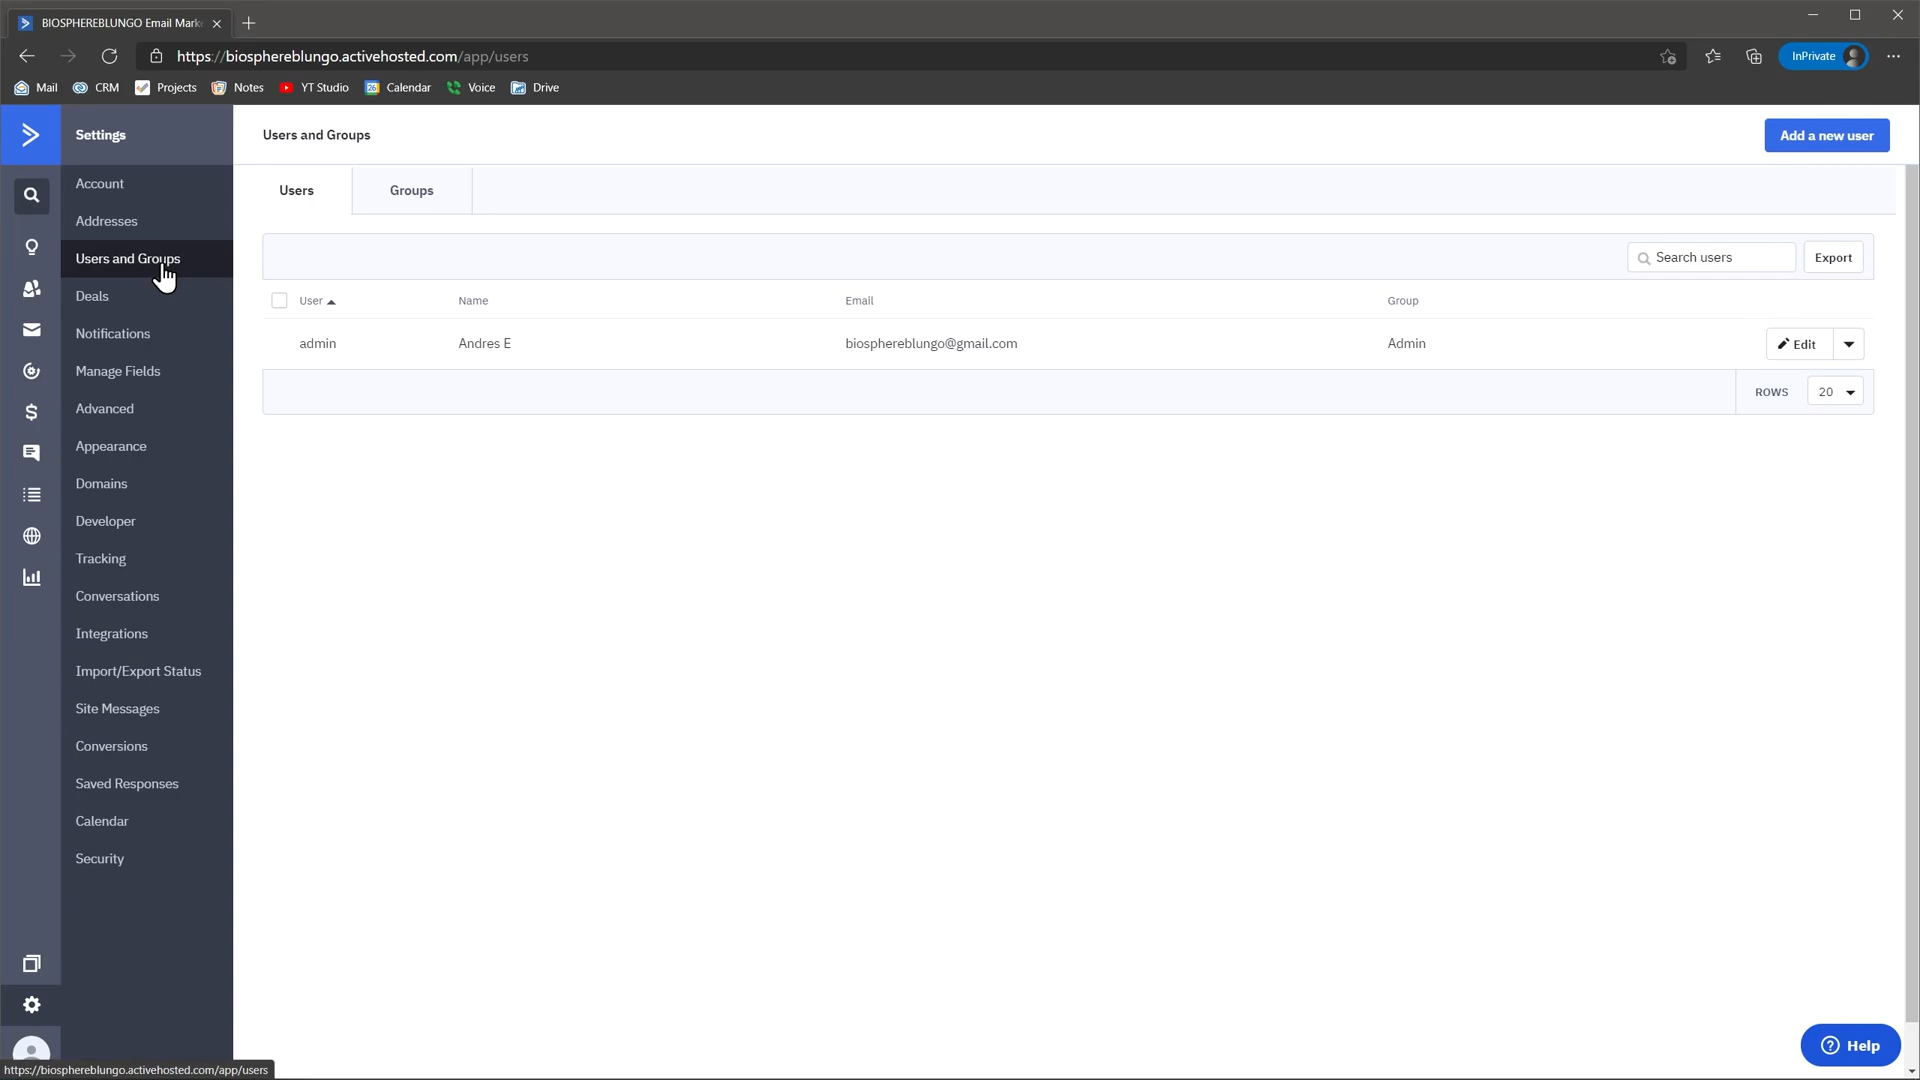 BIOSPHEREBLUNGO Email Mark
https://biosphereblungo.activehosted.com/app/users
InPrivate
Mail
CRM
Projects
Notes
YT Studio
Calendar
Voice
Drive
Settings
Users and Groups
Add a new user
Account
Addresses
Users and Groups
Deals
Notifications
Manage Fields
Advanced
Appearance
Domains
Developer
Tracking
Conversations
Integrations
Import/Export Status
Site Messages
Conversions
Saved Responses
Calendar
Security
Users
Groups
Search users
Export
User
Name
Email
Group
admin
Andres E
biosphereblungo@gmail.com
Admin
Edit
ROWS
20
Help
https://biosphereblungo.activehosted.com/app/users